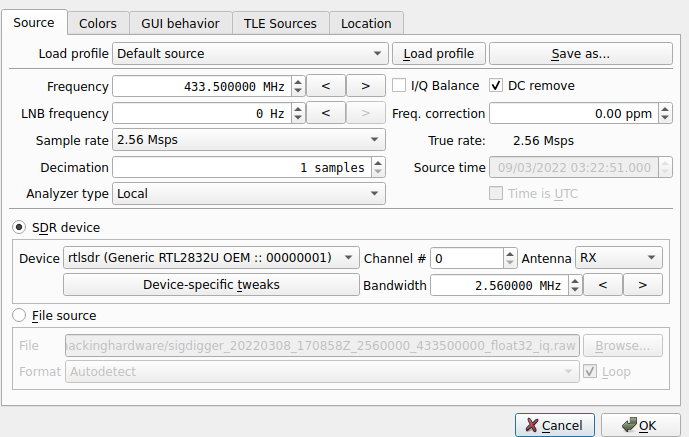 Source Colors GUI behavior TLE Sources Location
Load profile Default source Load profile Save as...
Frequency 433.500000 MHz < > I/Q Balance DC remove
LNB frequency 0 Hz < > Freq. correction 0.00 ppm
Sample rate 2.56 Msps True rate: 2.56 Msps
Decimation 1 samples Source time 09/03/2022 03:22:51.000
Analyzer type Local Time is UTC
SDR device
Device rtlsdr (Generic RTL2832U OEM :: 00000001) Channel # 0 Antenna RX
Device-specific tweaks Bandwidth 2.560000 MHz < >
File source
File hackinghardware/sigdigger_20220308_170858Z_2560000_433500000_float32_iq.raw Browse...
Format Autodetect Loop
Cancel OK